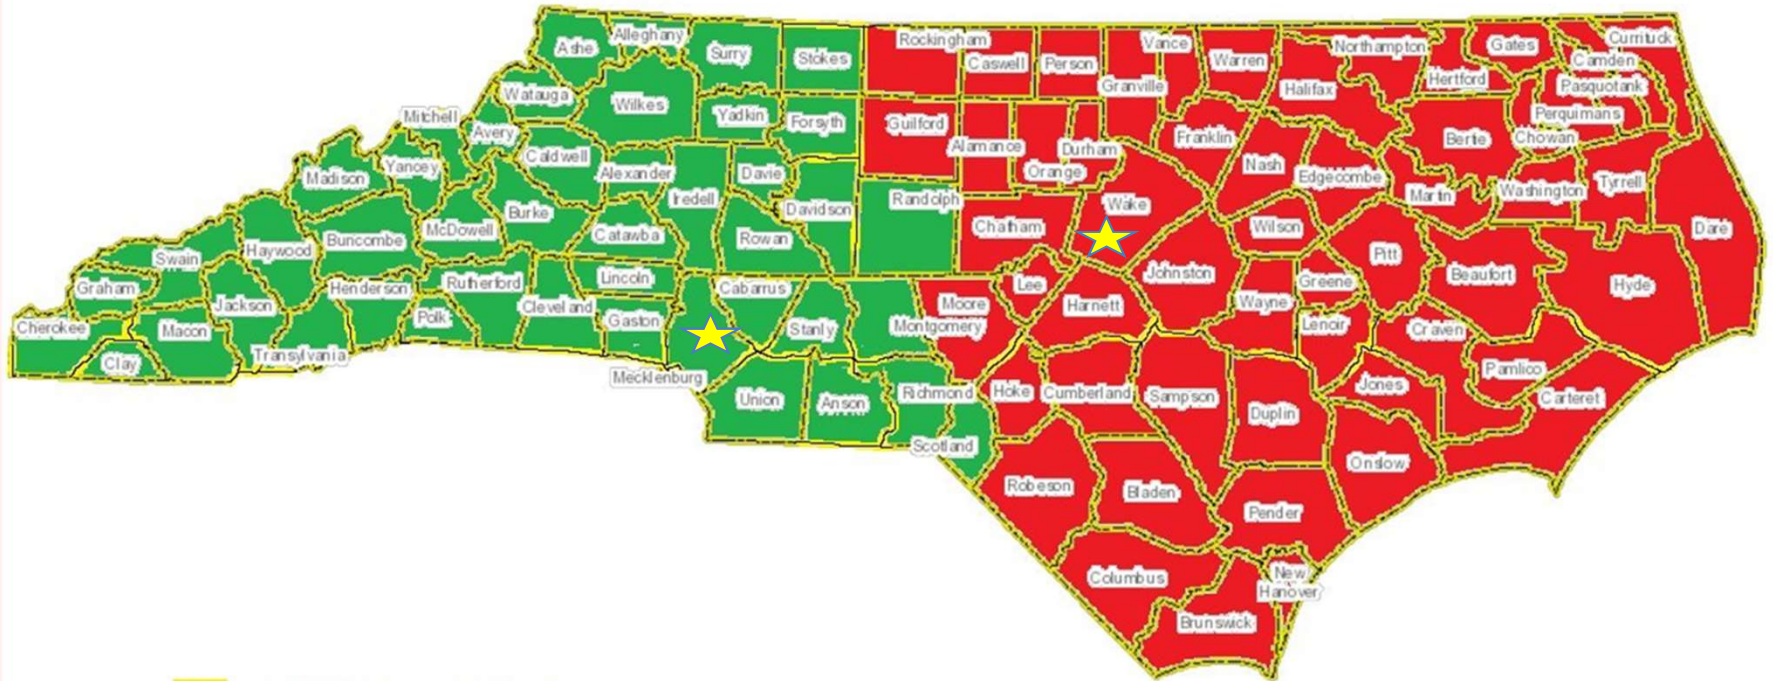 Ashe
Alleghany
Surry
Stokes
Rockingham
Caswell
Person
Vance
Granville
Warren
Northampton
Halifax
Hertford
Gates
Currituck
Camden
Pasquotank
Perquimans
Chowan
Bertie
Watauga
Wilkes
Yadkin
Forsyth
Guilford
Alamance
Orange
Durham
Franklin
Nash
Edgecombe
Martin
Washington
Tyrrell
Dare
Mitchell
Avery
Caldwell
Alexander
Iredell
Davie
Davidson
Randolph
Chatham
Wake
Wilson
Pitt
Beaufort
Hyde
Madison
Yancey
Burke
McDowell
Catawba
Rowan
Lee
Johnston
Greene
Wayne
Lenoir
Craven
Pamlico
Swain
Haywood
Buncombe
Rutherford
Lincoln
Cabarrus
Moore
Harnett
Graham
Jackson
Henderson
Polk
Cleveland
Gaston
Stanly
Montgomery
Cherokee
Macon
Clay
Transylvania
Mecklenburg
Union
Anson
Richmond
Scotland
Hoke
Cumberland
Sampson
Duplin
Jones
Carteret
Onslow
Robeson
Bladen
Pender
Columbus
New
Hanover
Brunswick